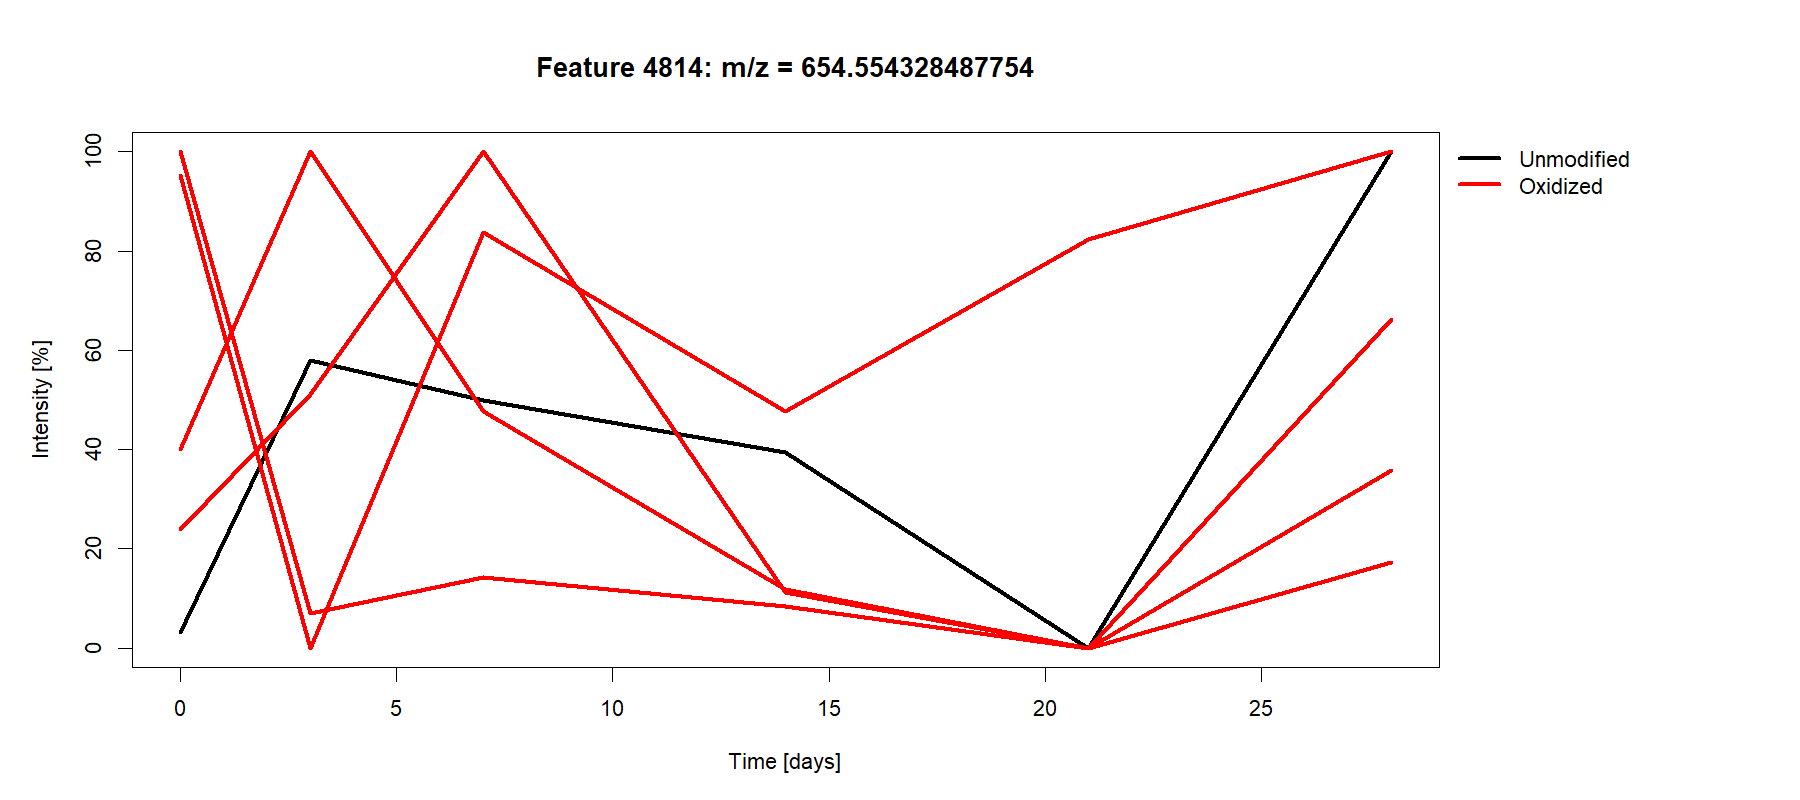 Feature 4814: m/z = 654.554328487754
Unmodified
Oxidized
Intensity [%]
100
80
60
40
20
0
0 5 10 15 20 25
Time [days]